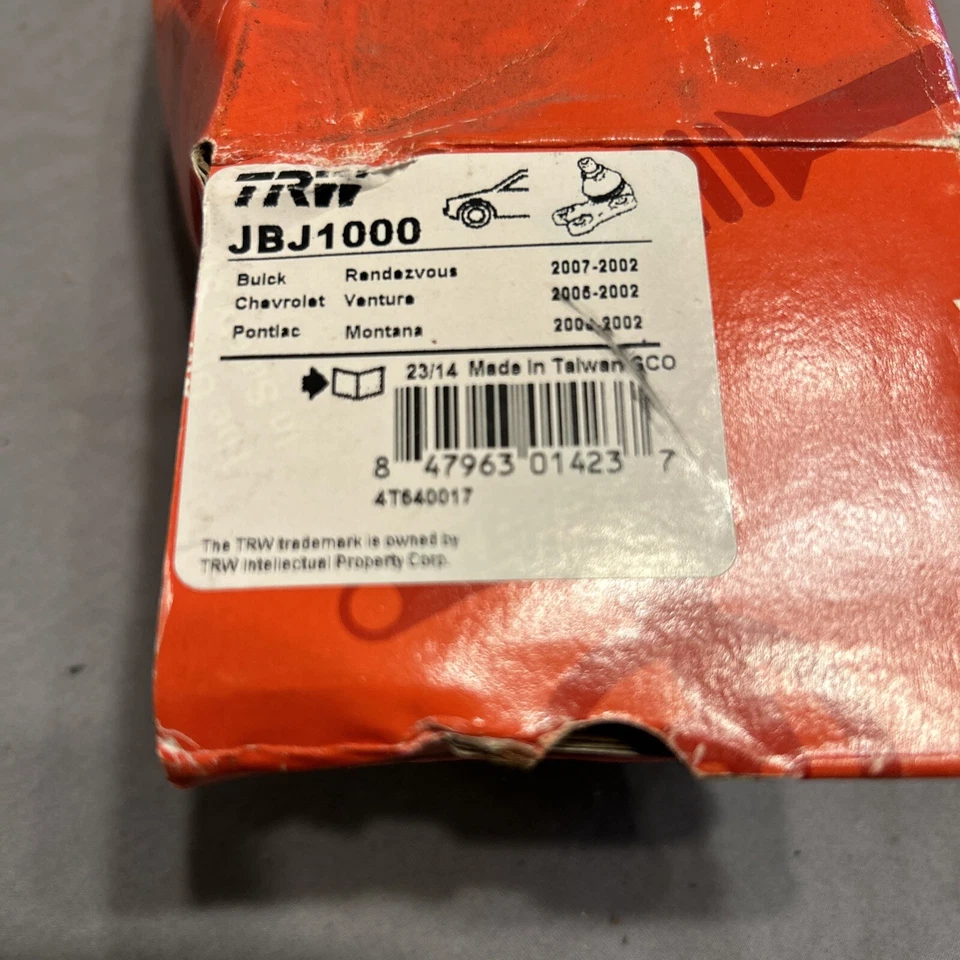 TRW
JBJ1000
Buick Rendezvous 2007-2002
Chevrolet Venture 2005-2002
Pontiac Montana
23/14 Made in Taiwan
8 47963 01423 7
4T640017
The TRW trademark is owned by
TRW Intellectual Property Corp.